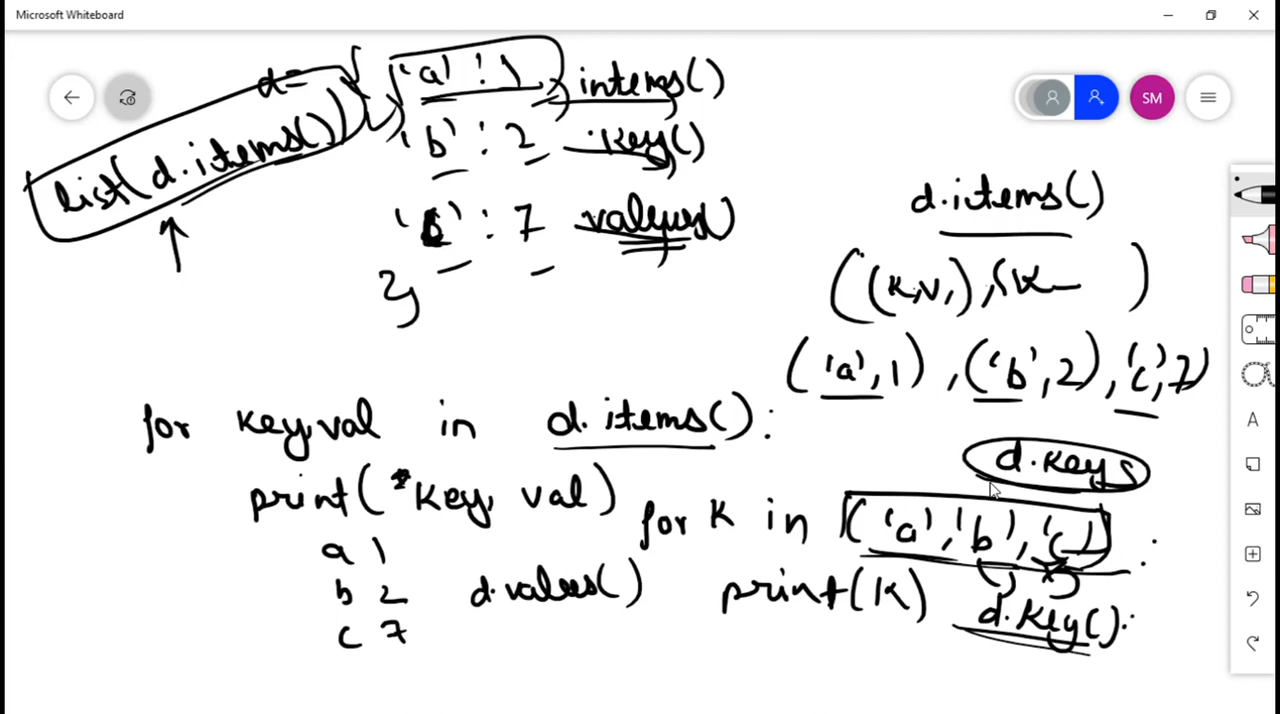 Microsoft Whiteboard
SM
d= { 'a' : 1, items()
'b' : 2 key()
'c' : 7 values()
}
list(d.items())
d.items()
((K,V,),(K
('a',1),('b',2),'c',7)
for key,val in d.items():
print(*key, val)
a 1
b 2
c 7
d.values()
d.keys
for K in ('a','b','c'):
print(K)
d.key():
A